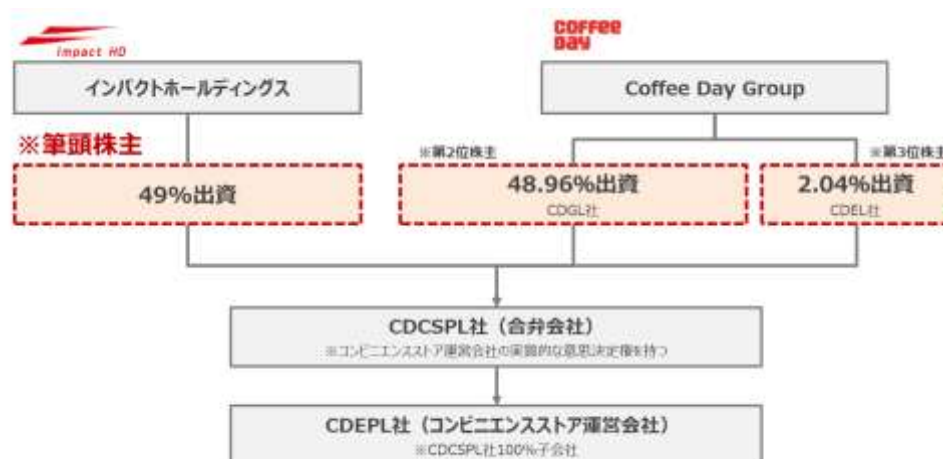 Impact HD
COFFEE
DAY
インパクトホールディングス
Coffee Day Group
※筆頭株主
※第2位株主
※第3位株主
49%出資
48.96%出資
CDGL社
2.04%出資
CDEL社
CDCSPL社（合弁会社）
※コンビニエンスストア運営会社の実質的な意思決定権を持つ
CDEPL社（コンビニエンスストア運営会社）
※CDCSPL社100%子会社